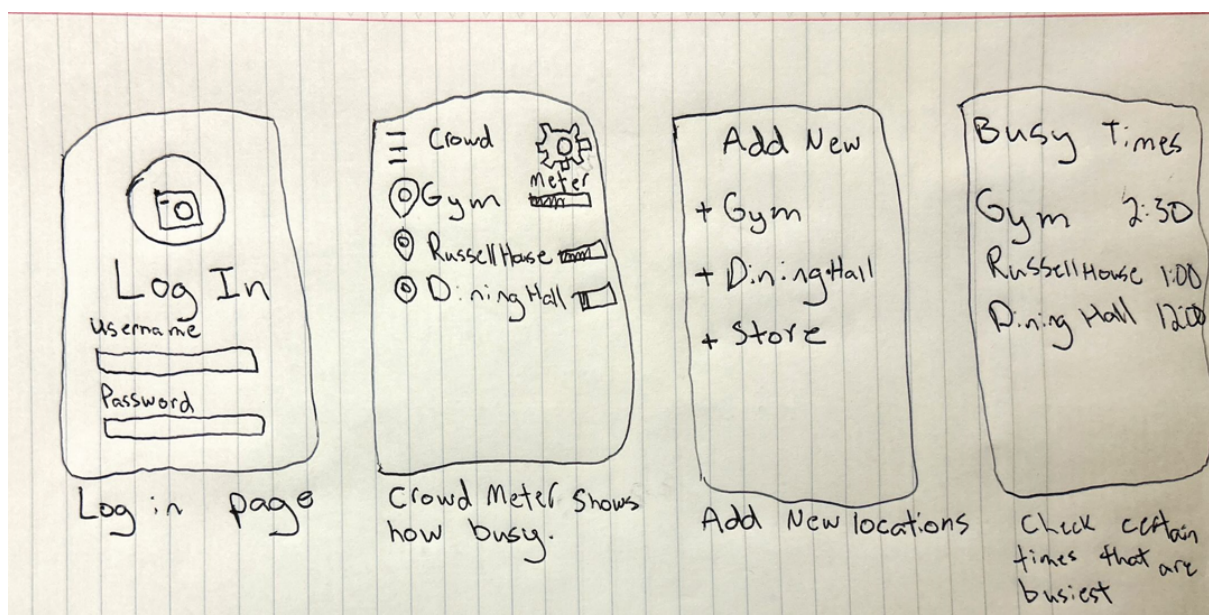 Log In
username
Password
Log in page
Crowd
Meter
Gym
Russell House
Dining Hall
Crowd Meter shows
how busy.
Add New
+ Gym
+ Dining Hall
+ Store
Add New locations
Busy Times
Gym 2:30
Russell House 1:00
Dining Hall 12:00
Check certain
times that are
busiest